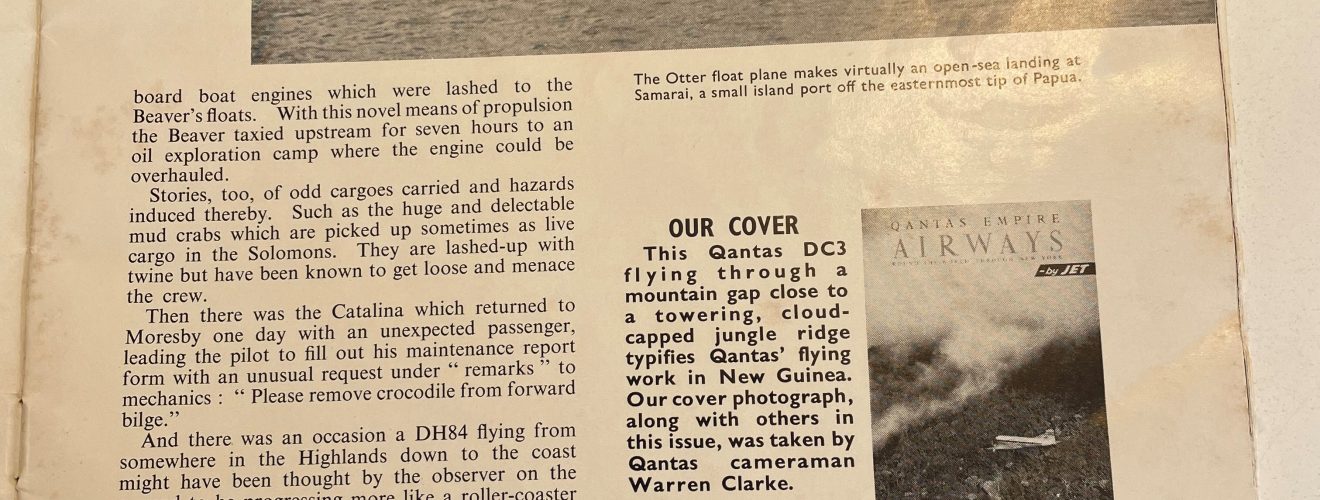 board boat engines which were lashed to the
Beaver's floats. With this novel means of propulsion
the Beaver taxied upstream for seven hours to an
oil exploration camp where the engine could be
overhauled.
Stories, too, of odd cargoes carried and hazards
induced thereby. Such as the huge and delectable
mud crabs which are picked up sometimes as live
cargo in the Solomons. They are lashed-up with
twine but have been known to get loose and menace
the crew.
Then there was the Catalina which returned to
Moresby one day with an unexpected passenger,
leading the pilot to fill out his maintenance report
form with an unusual request under “ remarks ” to
mechanics : “ Please remove crocodile from forward
bilge.”
And there was an occasion a DH84 flying from
somewhere in the Highlands down to the coast
might have been thought by the observer on the
to be progressing more like a roller-coaster
The Otter float plane makes virtually an open-sea landing at
Samarai, a small island port off the easternmost tip of Papua.
OUR COVER
This Qantas DC3
flying through a
mountain gap close to
a towering, cloud-
capped jungle ridge
typifies Qantas' flying
work in New Guinea.
Our cover photograph,
along with others in
this issue, was taken by
Qantas cameraman
Warren Clarke.
QANTAS EMPIRE
AIRWAYS
-by JET